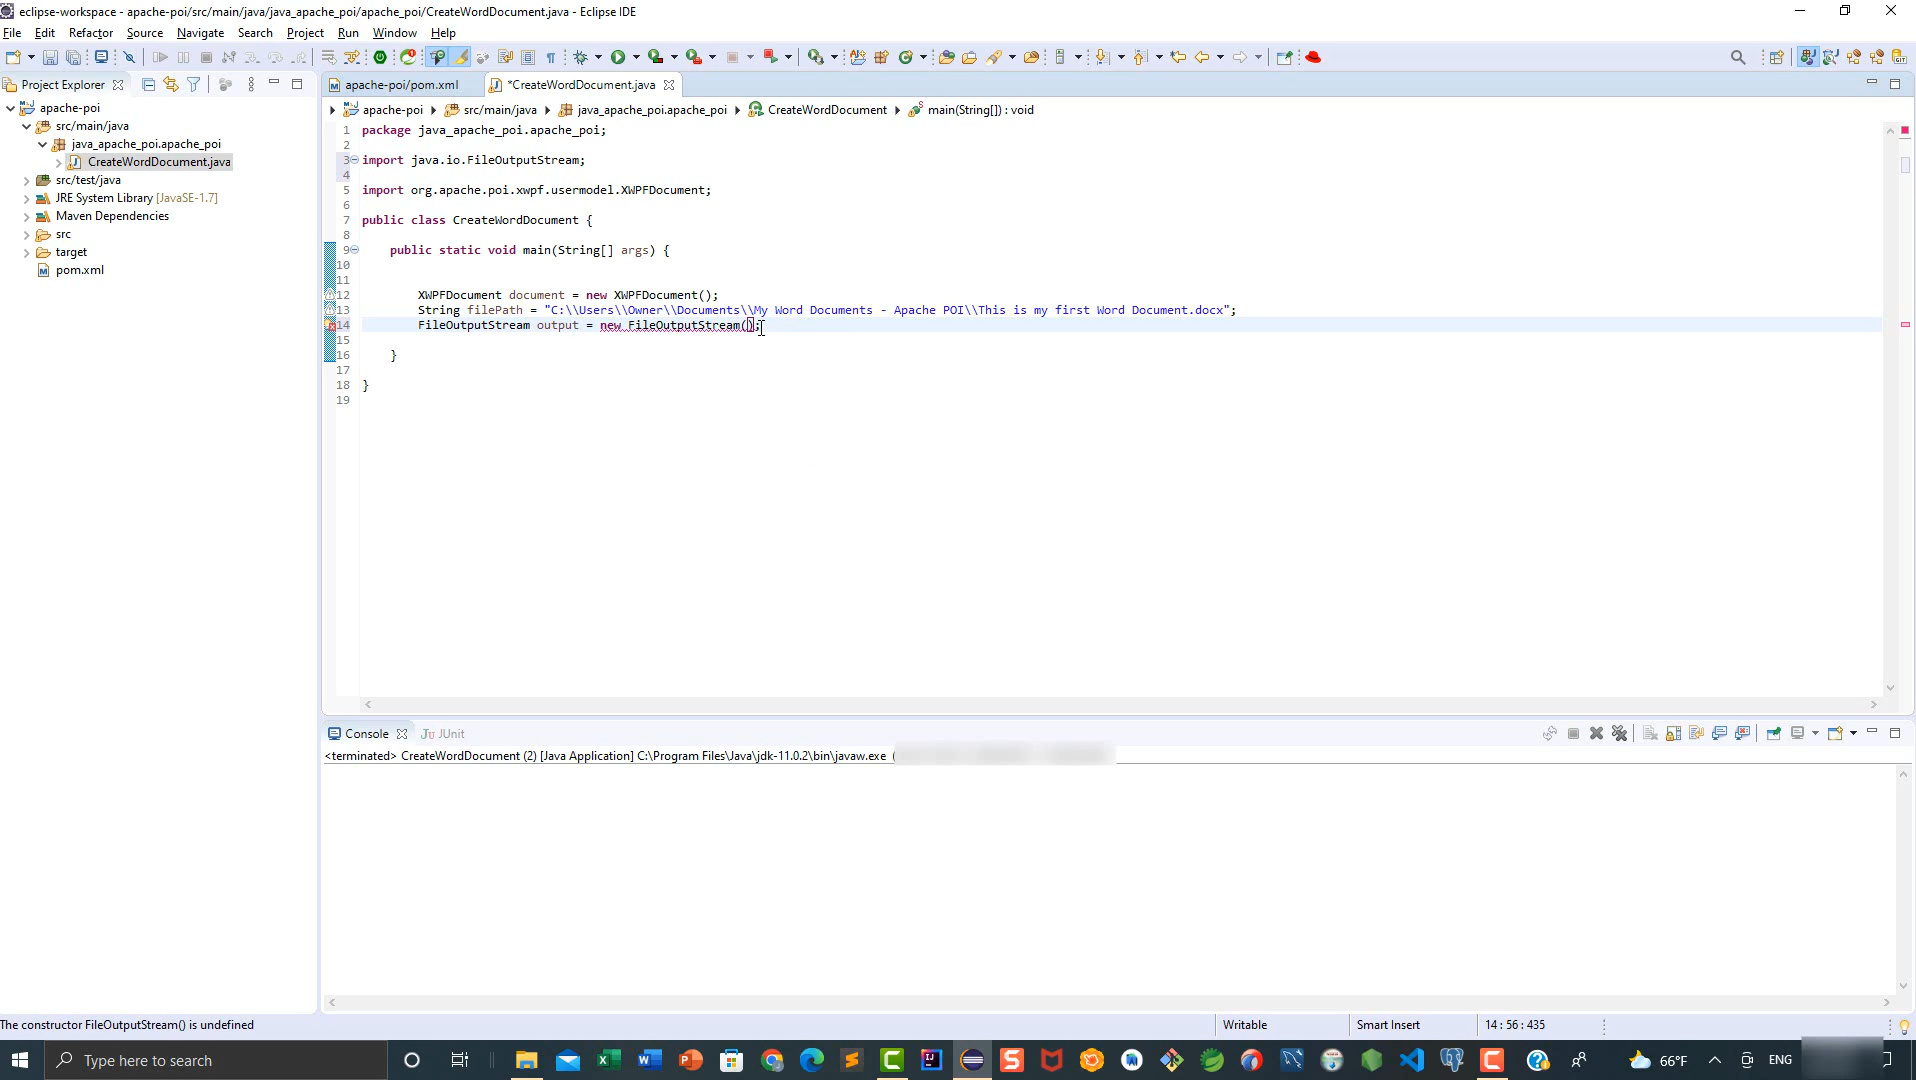 eclipse-workspace - apache-poi/src/main/java/java_apache_poi/apache_poi/CreateWordDocument.java - Eclipse IDE
File Edit Refactor Source Navigate Search Project Run Window Help
Project Explorer
apache-poi/pom.xml *CreateWordDocument.java
apache-poi
src/main/java
java_apache_poi.apache_poi
CreateWordDocument.java
src/test/java
JRE System Library [JavaSE-1.7]
Maven Dependencies
src
target
pom.xml
apache-poi src/main/java java_apache_poi.apache_poi CreateWordDocument main(String[]) : void
1 package java_apache_poi.apache_poi;
2
3 import java.io.FileOutputStream;
4
5 import org.apache.poi.xwpf.usermodel.XWPFDocument;
6
7 public class CreateWordDocument {
8
9 public static void main(String[] args) {
10
11
12 XWPFDocument document = new XWPFDocument();
13 String filePath = "C:\\Users\\Owner\\Documents\\My Word Documents - Apache POI\\This is my first Word Document.docx";
14 FileOutputStream output = new FileOutputStream();
15
16 }
17
18 }
19
Console JUnit
<terminated> CreateWordDocument (2) [Java Application] C:\Program Files\Java\jdk-11.0.2\bin\javaw.exe (
The constructor FileOutputStream() is undefined
Writable Smart Insert 14 : 56 : 435
Type here to search
66°F ENG